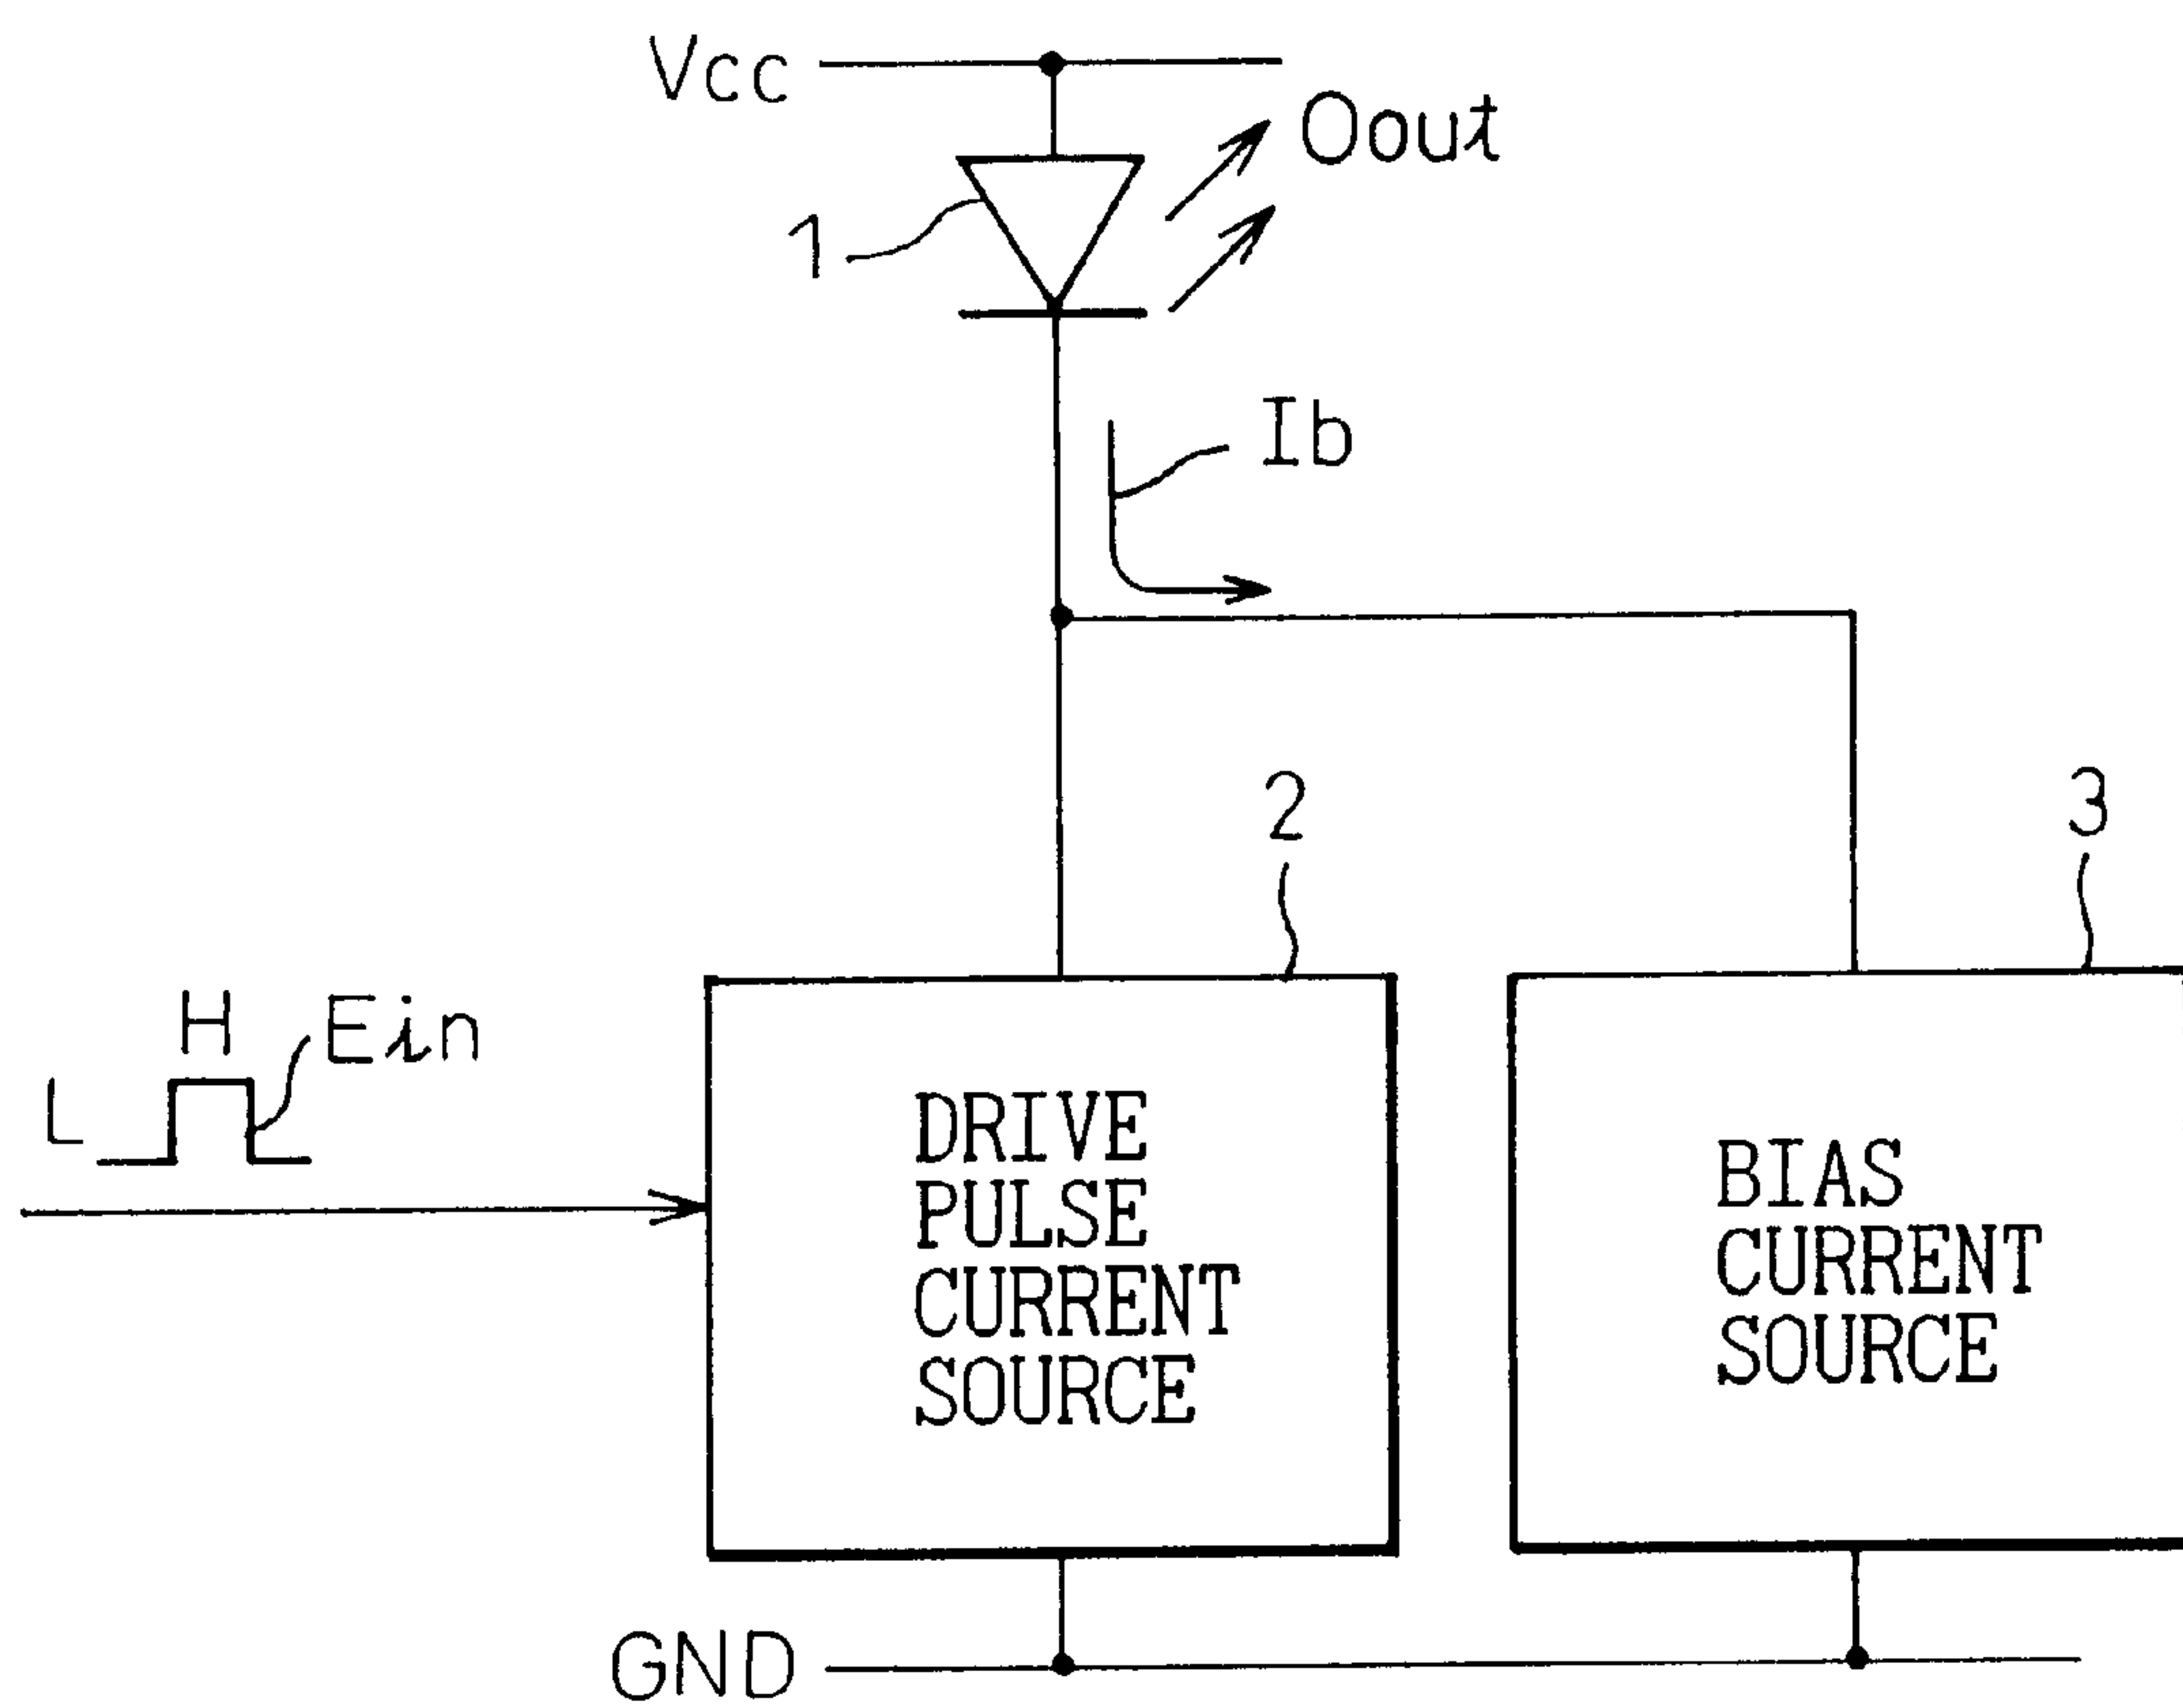 Vcc
Oout
1
Ib
2
3
H
Ein
L
DRIVE
PULSE
CURRENT
SOURCE
BIAS
CURRENT
SOURCE
GND